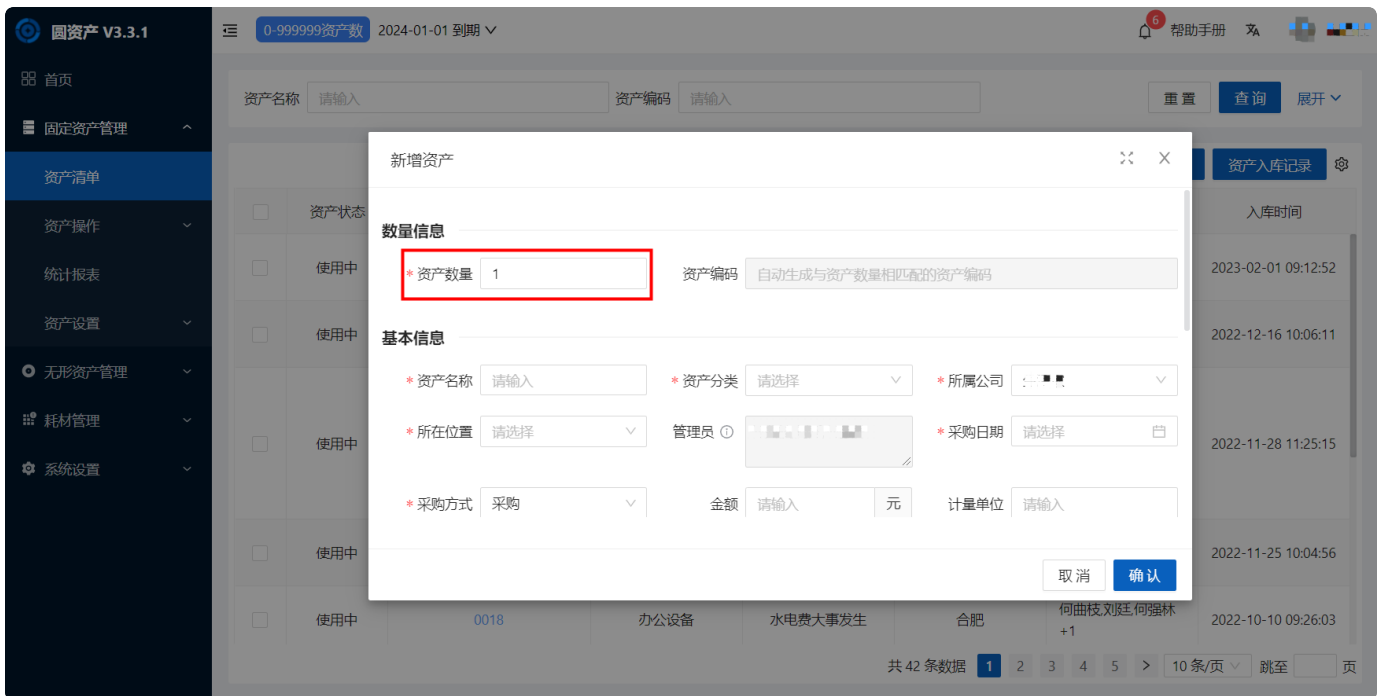 圆资产 V3.3.1
0-999999资产数 2024-01-01 到期
6
帮助手册
首页
固定资产管理
资产清单
资产操作
统计报表
资产设置
无形资产管理
耗材管理
系统设置
资产名称 请输入 资产编码 请输入 重置 查询 展开
资产入库记录
资产状态 入库时间
使用中 2023-02-01 09:12:52
使用中 2022-12-16 10:06:11
使用中 2022-11-28 11:25:15
使用中 2022-11-25 10:04:56
使用中 0018 办公设备 水电费大事发生 合肥 何曲枝,刘廷,何强林 2022-10-10 09:26:03
+1
共 42 条数据 1 2 3 4 5 > 10 条/页 跳至 页
新增资产
数量信息
* 资产数量 1 资产编码 自动生成与资产数量相匹配的资产编码
基本信息
* 资产名称 请输入 * 资产分类 请选择 * 所属公司
* 所在位置 请选择 管理员 * 采购日期 请选择
* 采购方式 采购 金额 请输入 元 计量单位 请输入
取消 确认